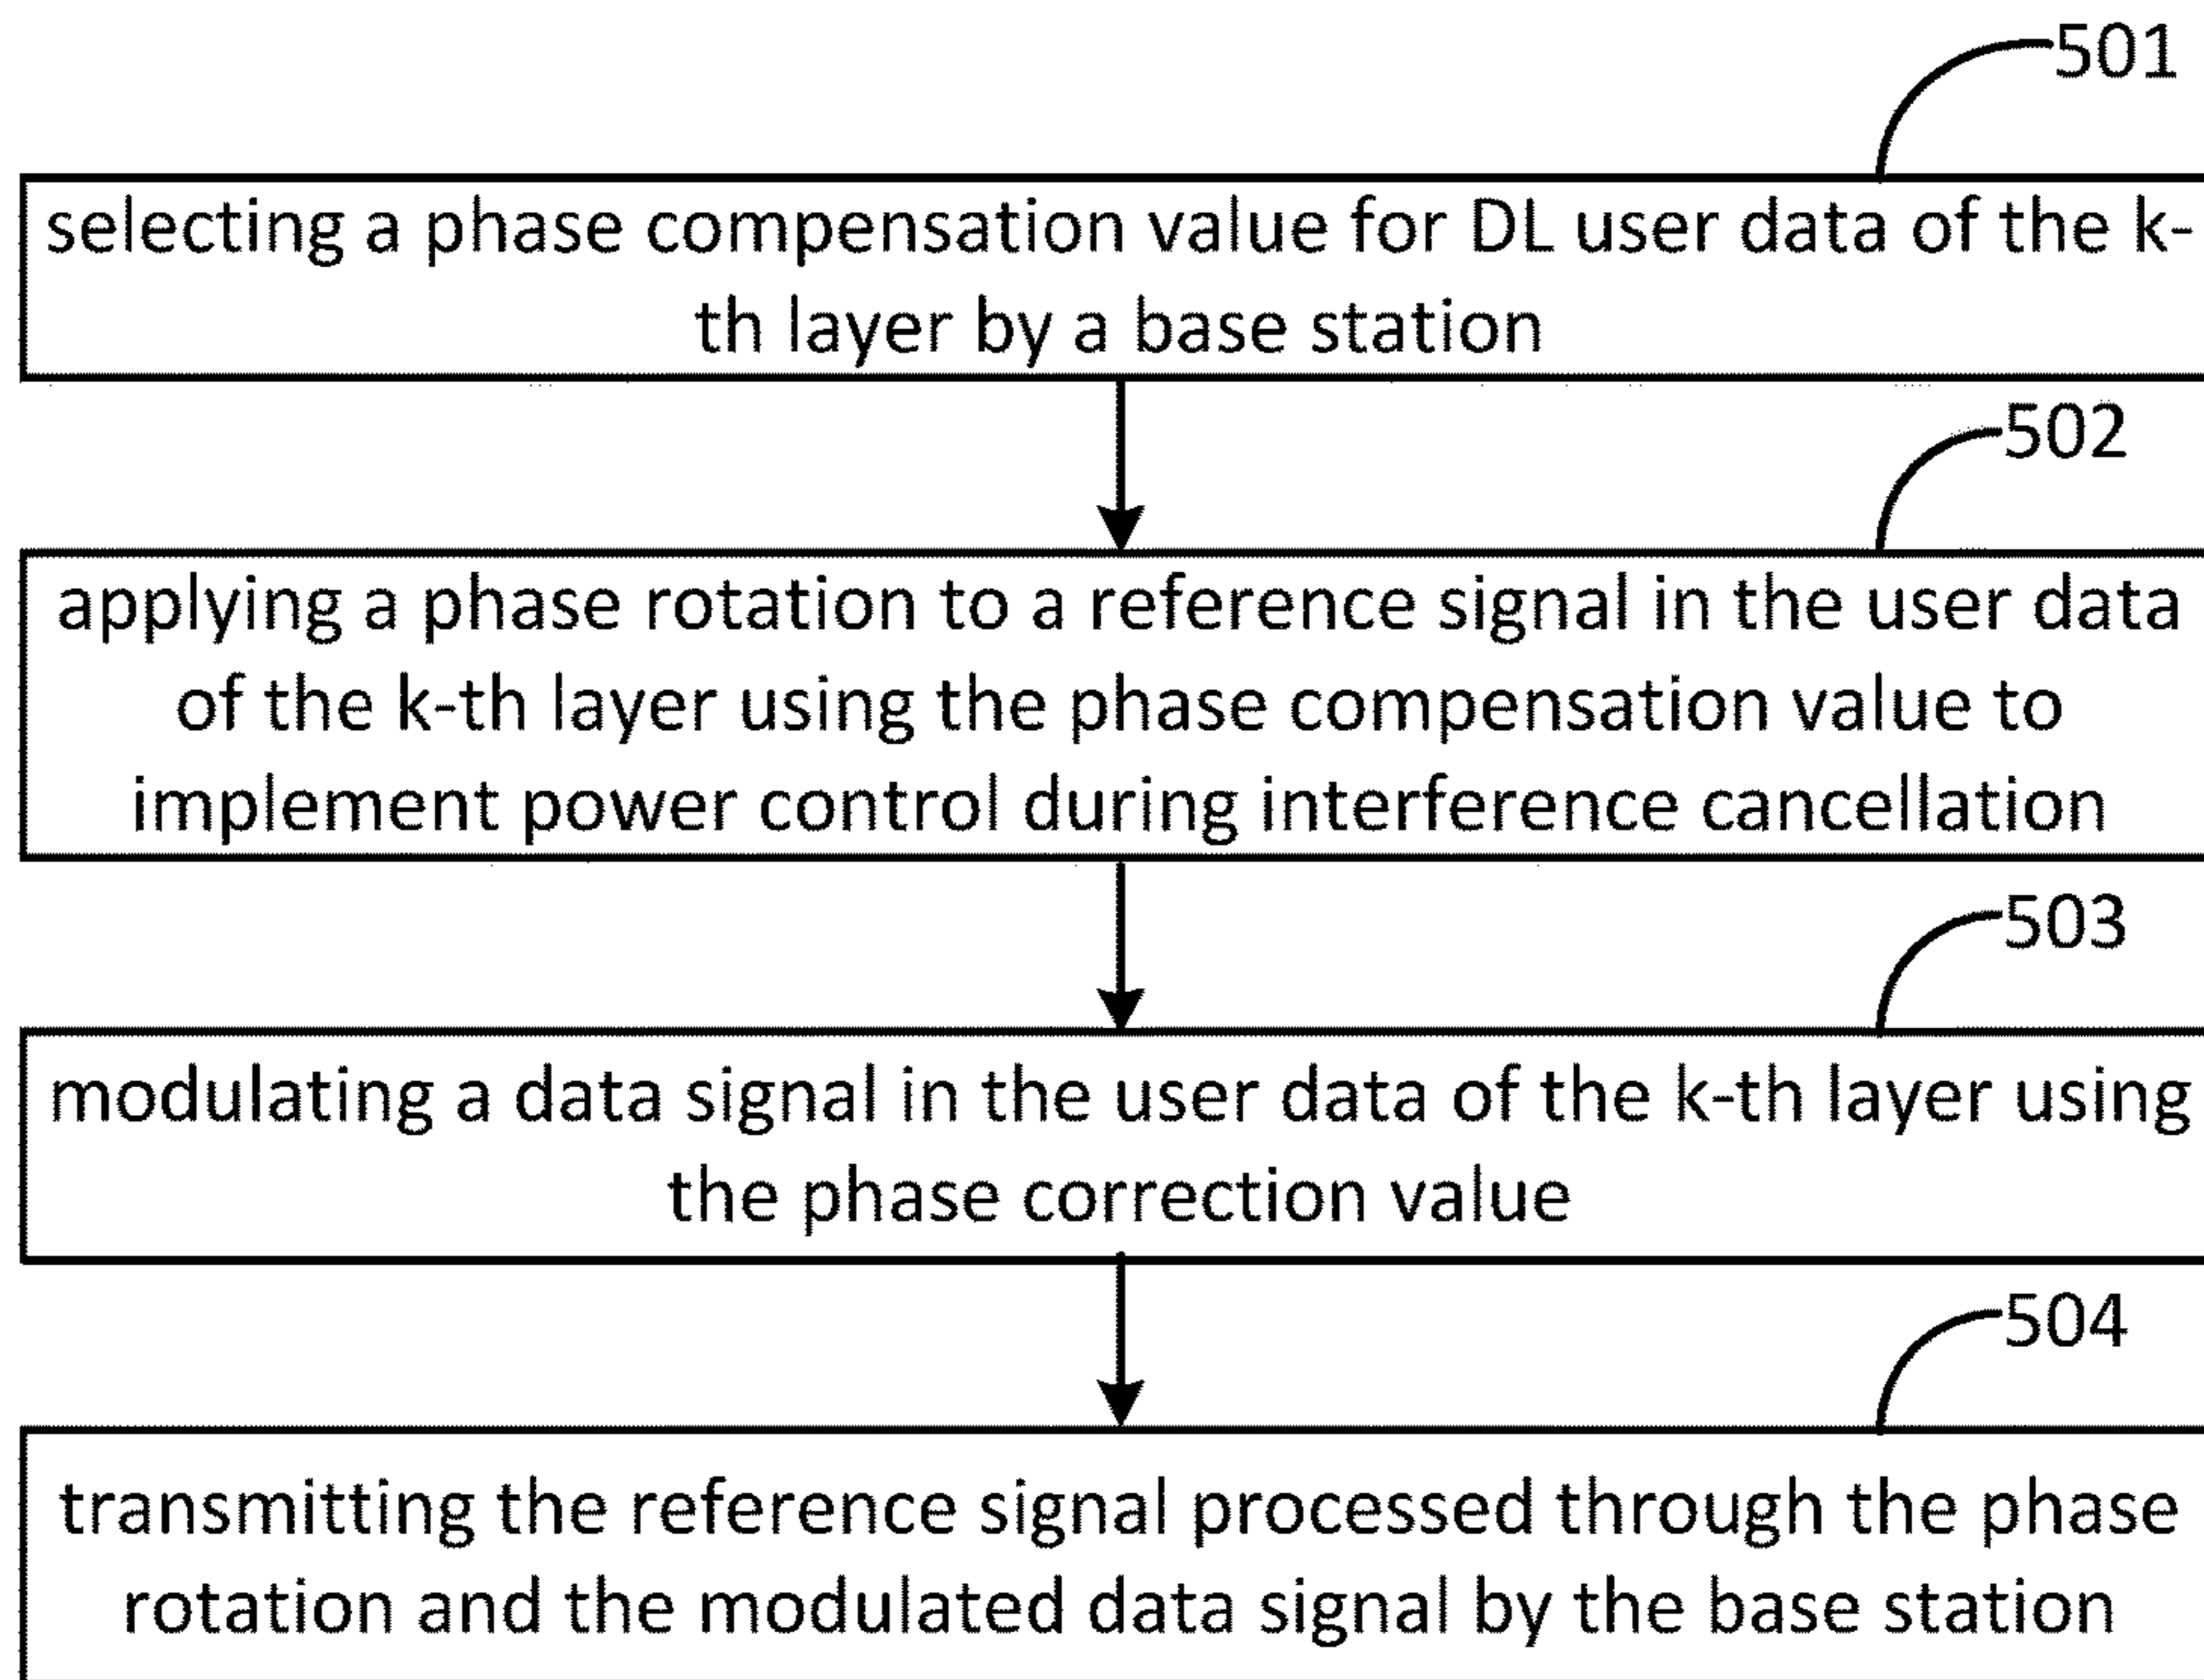 501
selecting a phase compensation value for DL user data of the k-
th layer by a base station
502
applying a phase rotation to a reference signal in the user data
of the k-th layer using the phase compensation value to
implement power control during interference cancellation
503
modulating a data signal in the user data of the k-th layer using
the phase correction value
504
transmitting the reference signal processed through the phase
rotation and the modulated data signal by the base station